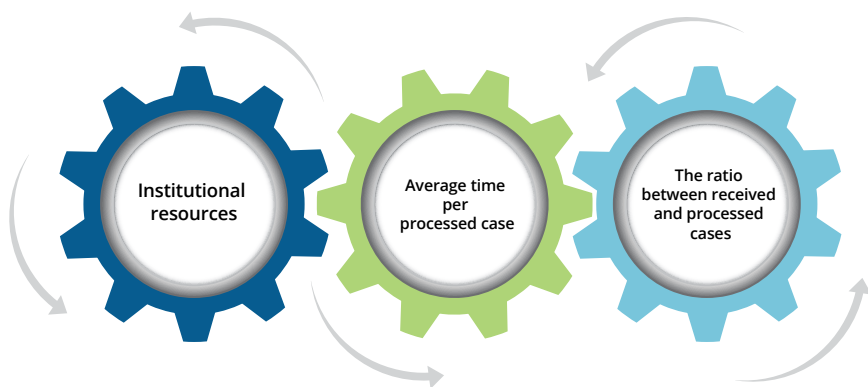 Institutional
resources
Average time
per
processed case
The ratio
between received
and processed
cases